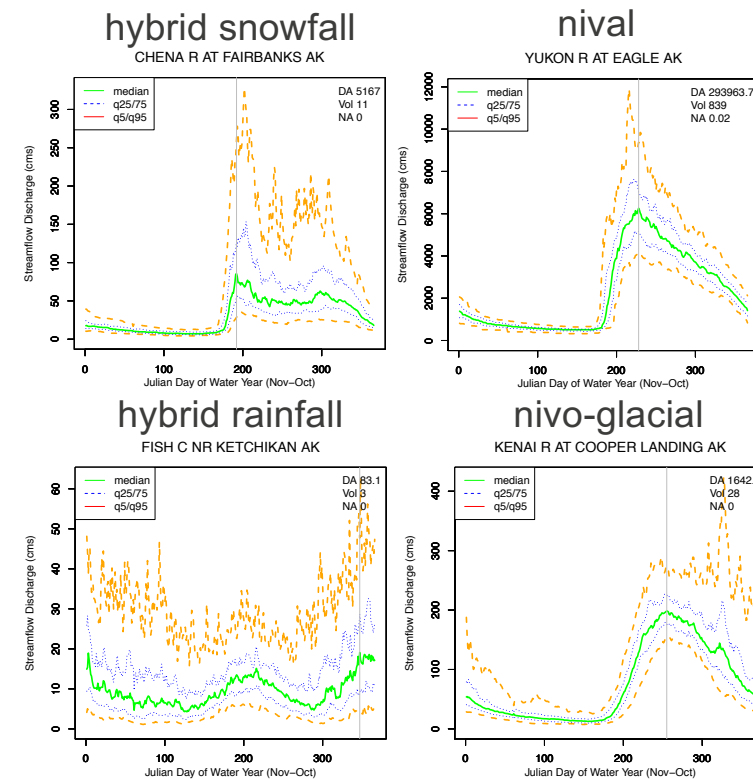 hybrid snowfall
CHENA R AT FAIRBANKS AK
median
q25/75
q5/q95
DA 5167
Vol 11
NA 0
Streamflow Discharge (cms)
0
50
100
150
200
250
300
0
100
200
300
Julian Day of Water Year (Nov−Oct)
nival
YUKON R AT EAGLE AK
median
q25/75
q5/q95
DA 293963.7
Vol 839
NA 0.02
Streamflow Discharge (cms)
0
2000
4000
6000
8000
10000
12000
0
100
200
300
Julian Day of Water Year (Nov−Oct)
hybrid rainfall
FISH C NR KETCHIKAN AK
median
q25/75
q5/q95
DA 83.1
Vol 3
NA 0
Streamflow Discharge (cms)
0
10
20
30
40
50
60
0
100
200
300
Julian Day of Water Year (Nov−Oct)
nivo-glacial
KENAI R AT COOPER LANDING AK
median
q25/75
q5/q95
DA 1642.
Vol 28
NA 0
Streamflow Discharge (cms)
0
100
200
300
400
0
100
200
300
Julian Day of Water Year (Nov−Oct)